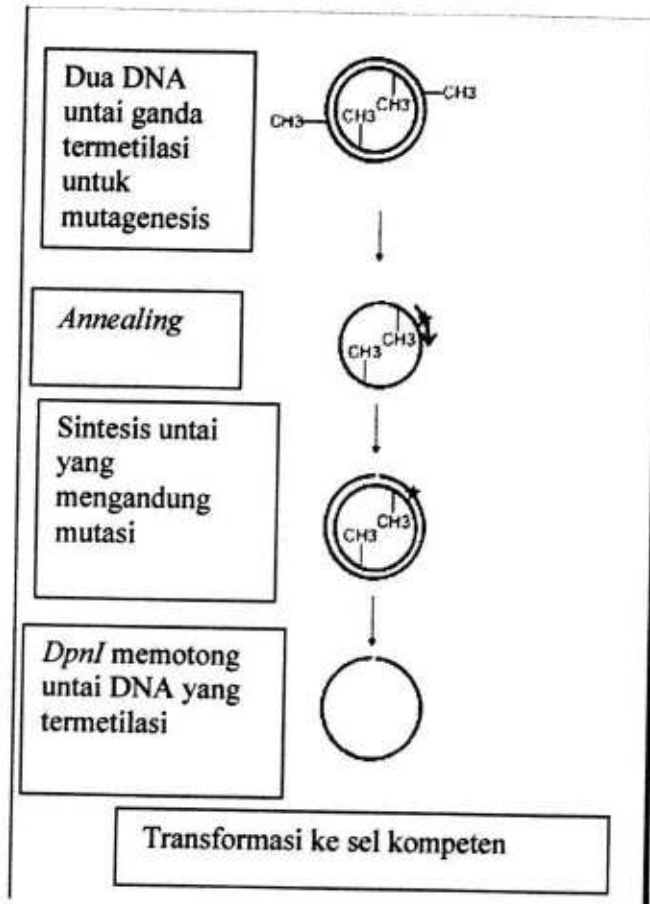 Dua DNA
untai ganda
termetilasi
untuk
mutagenesis
CH3
CH3
CH3
CH3
Annealing
CH3
CH3
Sintesis untai
yang
mengandung
mutasi
CH3
CH3
DpnI memotong
untai DNA yang
termetilasi
Transformasi ke sel kompeten